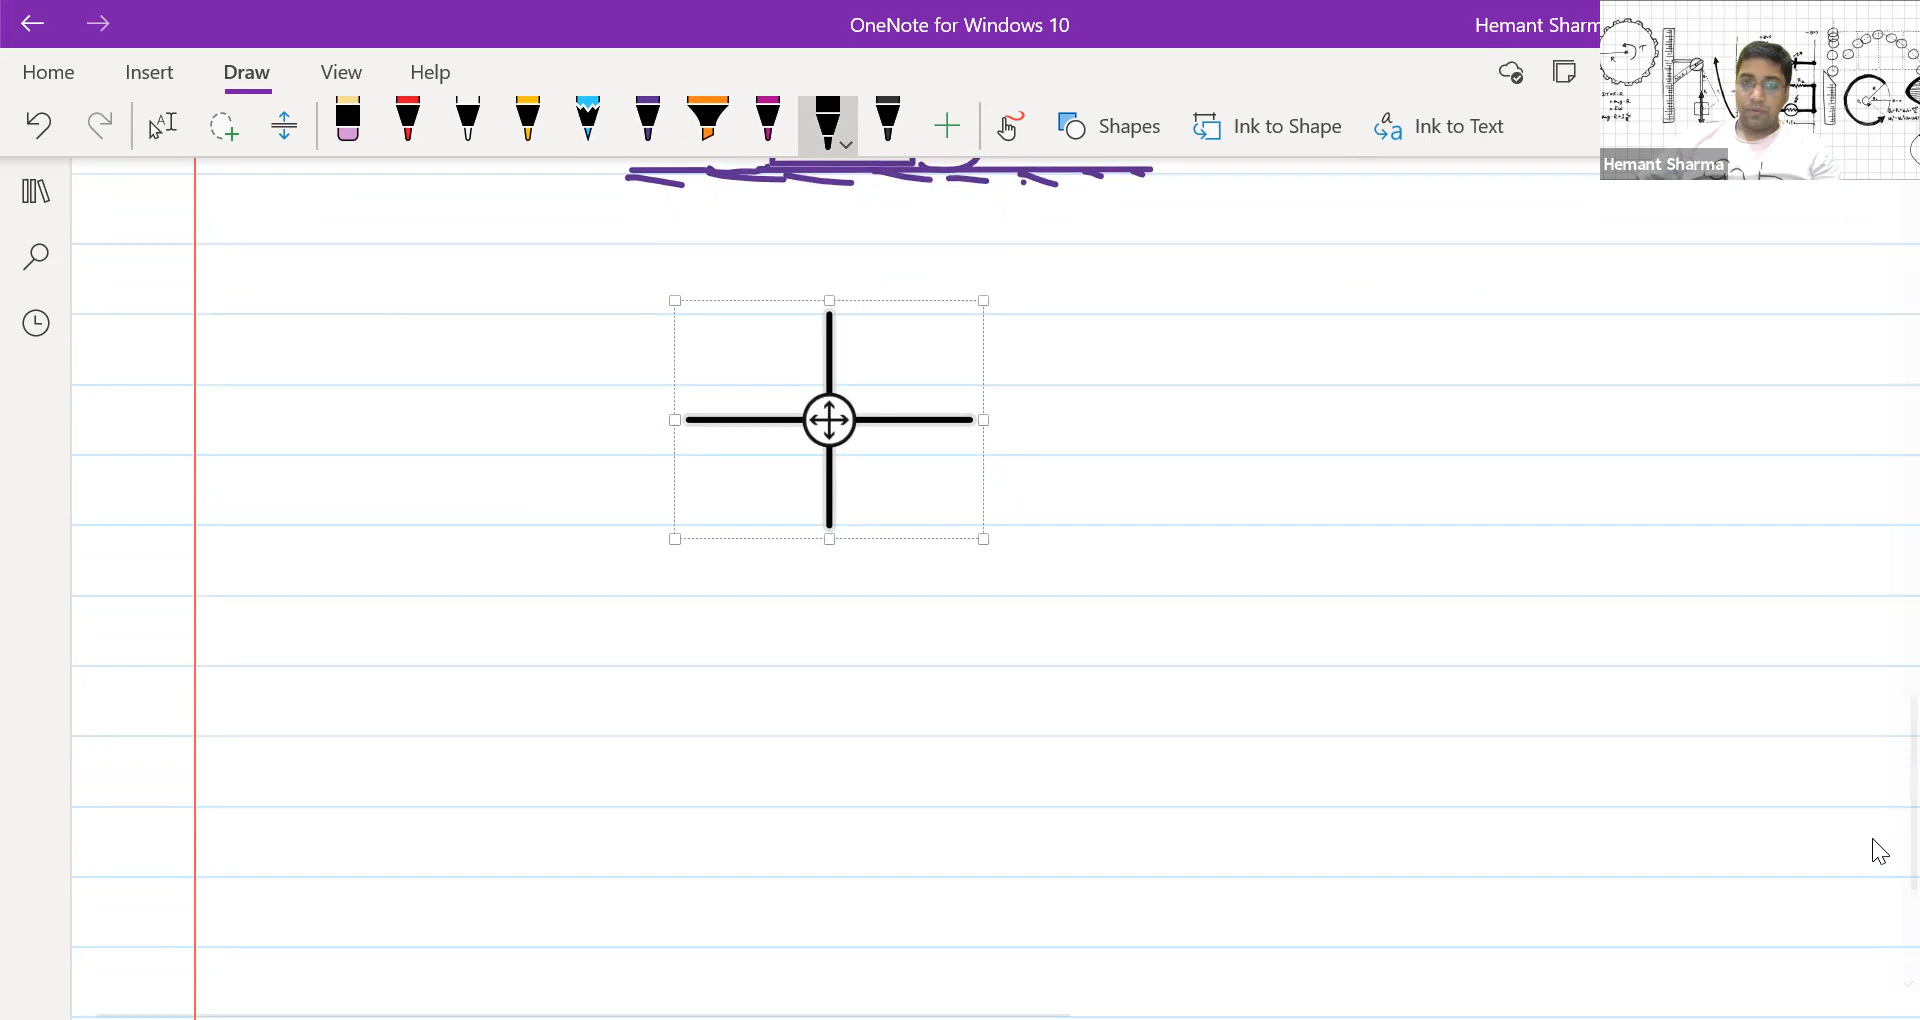 OneNote for Windows 10
Hemant Sharm
Home Insert Draw View Help
Shapes Ink to Shape Ink to Text
Hemant Sharma